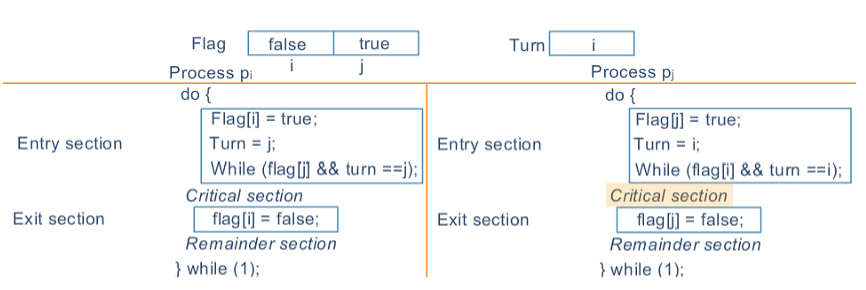 Flag false true Turn i
i j
Process pi Process pj
do { do {
Flag[i] = true; Flag[j] = true;
Entry section Turn = j; Entry section Turn = i;
While (flag[j] && turn ==j); While (flag[i] && turn ==i);
Critical section Critical section
Exit section flag[i] = false; Exit section flag[j] = false;
Remainder section Remainder section
} while (1); } while (1);